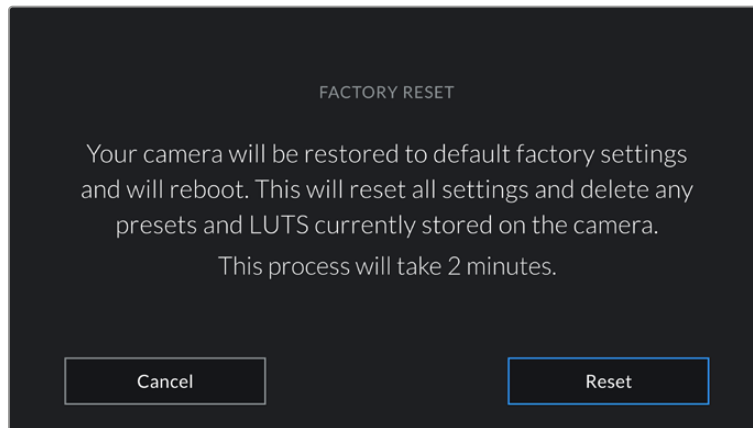 FACTORY RESET
Your camera will be restored to default factory settings
and will reboot. This will reset all settings and delete any
presets and LUTS currently stored on the camera.
This process will take 2 minutes.
Cancel
Reset